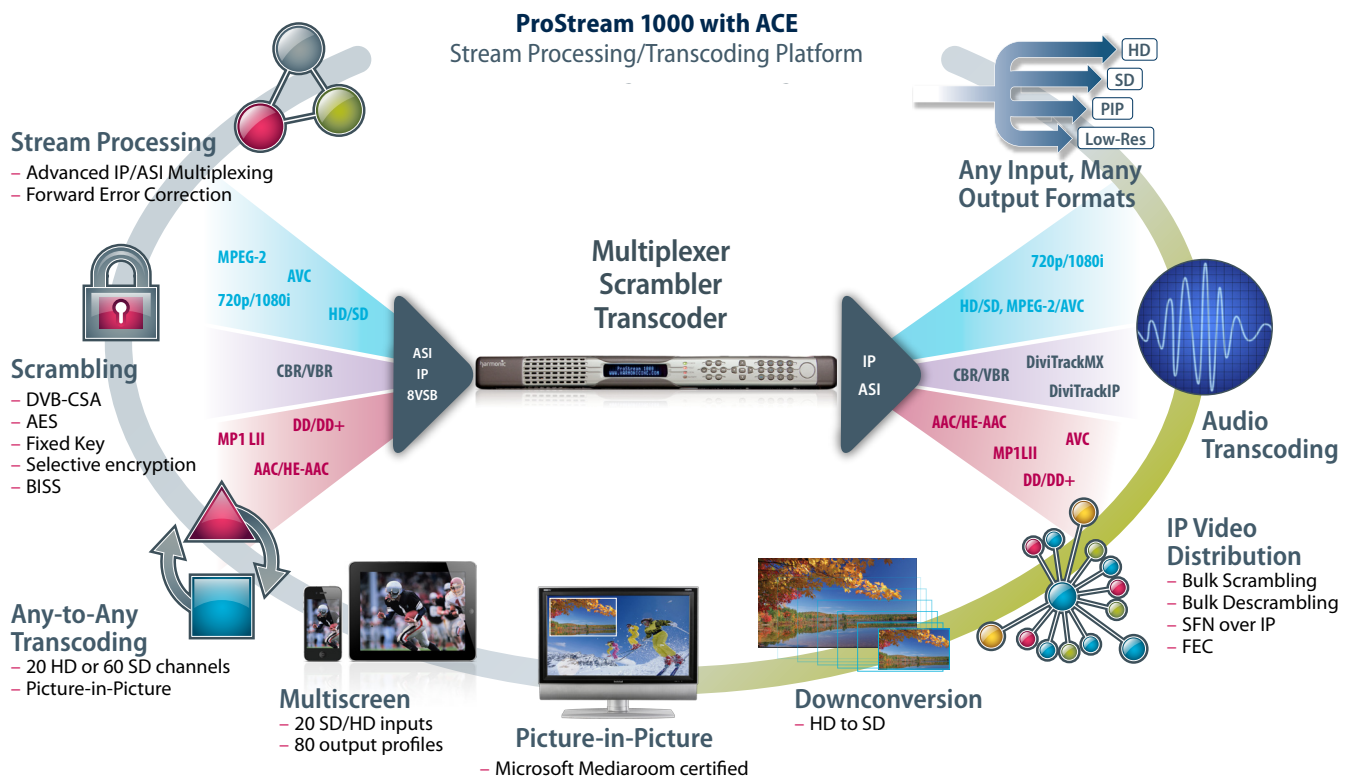 ProStream 1000 with ACE
Stream Processing/Transcoding Platform
Stream Processing
– Advanced IP/ASI Multiplexing
– Forward Error Correction
Scrambling
– DVB-CSA
– AES
– Fixed Key
– Selective encryption
– BISS
Any-to-Any
Transcoding
– 20 HD or 60 SD channels
– Picture-in-Picture
MPEG-2
AVC
720p/1080i
HD/SD
CBR/VBR
DD/DD+
MP1 LII
AAC/HE-AAC
ASI
IP
8VSB
Multiplexer
Scrambler
Transcoder
harmonic
ProStream 1000
WWW.HARMONICINC.COM
IP
ASI
720p/1080i
HD/SD, MPEG-2/AVC
DiviTrackMX
CBR/VBR
DiviTrackIP
AAC/HE-AAC
AVC
MP1LII
DD/DD+
HD
SD
PIP
Low-Res
Any Input, Many
Output Formats
Audio
Transcoding
IP Video
Distribution
– Bulk Scrambling
– Bulk Descrambling
– SFN over IP
– FEC
Multiscreen
– 20 SD/HD inputs
– 80 output profiles
Picture-in-Picture
– Microsoft Mediaroom certified
Downconversion
– HD to SD